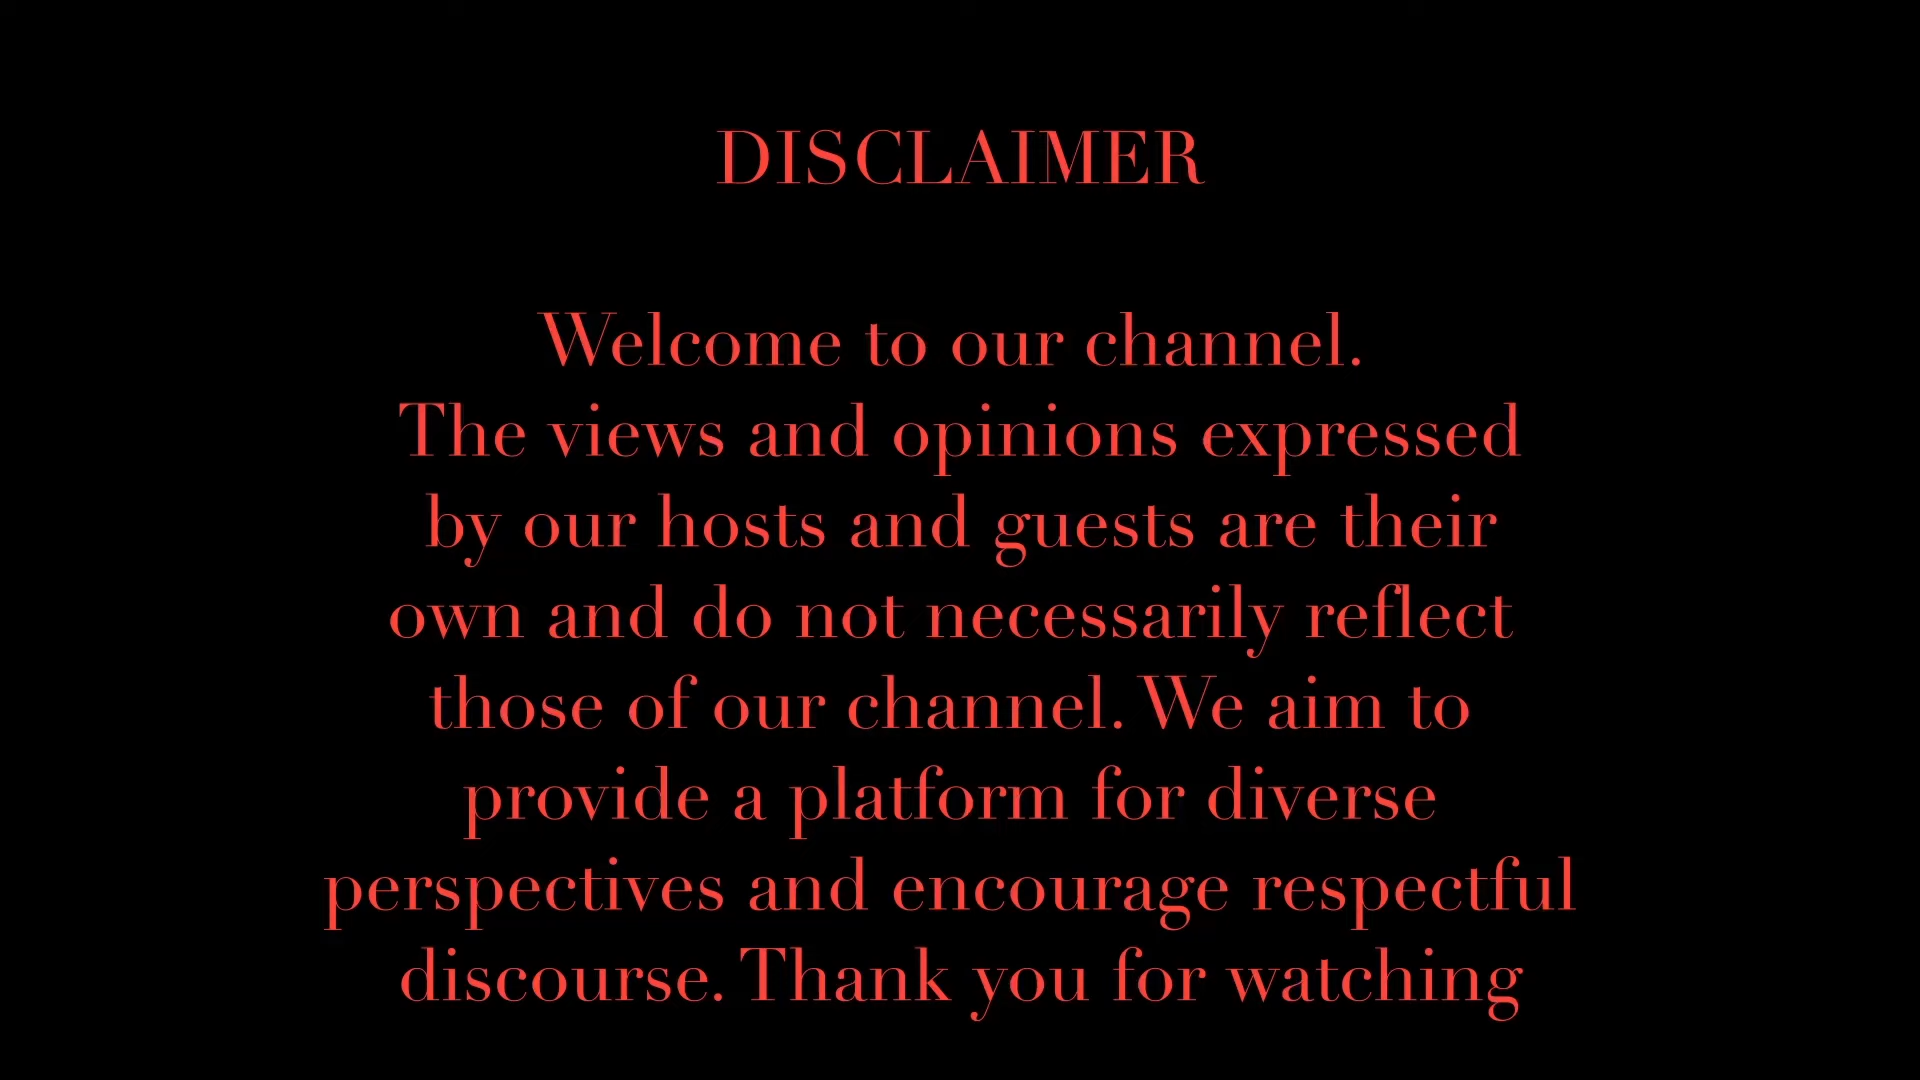 DISCLAIMER
Welcome to our channel.
The views and opinions expressed
by our hosts and guests are their
own and do not necessarily reflect
those of our channel. We aim to
provide a platform for diverse
perspectives and encourage respectful
discourse. Thank you for watching